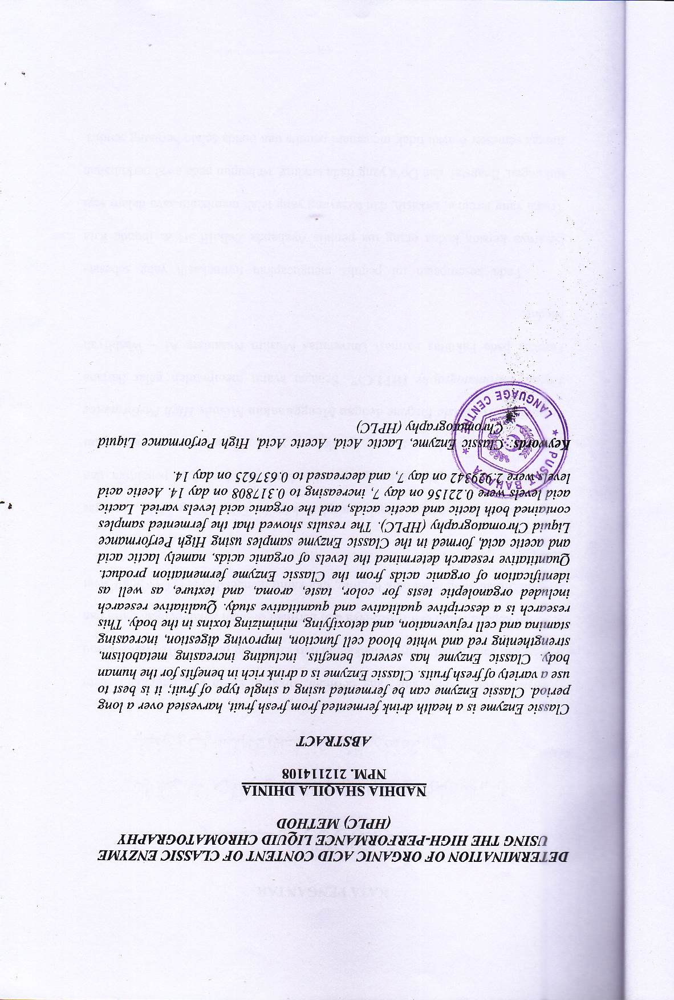 DETERMINATION OF ORGANIC ACID CONTENT OF CLASSIC ENZYME
USING THE HIGH-PERFORMANCE LIQUID CHROMATOGRAPHY
(HPLC) METHOD
NADHIA SHAQILA DHINIA
NPM. 212114108
ABSTRACT
Classic Enzyme is a health drink fermented from fresh fruit, harvested over a long
period. Classic Enzyme can be fermented using a single type of fruit; it is best to
use a variety of fresh fruits. Classic Enzyme is a drink rich in benefits for the human
body. Classic Enzyme has several benefits, including increasing metabolism,
strengthening red and white blood cell function, improving digestion, increasing
stamina and cell rejuvenation, and detoxifying, minimizing toxins in the body. This
research is a descriptive qualitative and quantitative study. Qualitative research
included organoleptic tests for color, taste, aroma, and texture, as well as
identification of organic acids from the Classic Enzyme fermentation product.
Quantitative research determined the levels of organic acids, namely lactic acid
and acetic acid, formed in the Classic Enzyme samples using High Performance
Liquid Chromatography (HPLC). The results showed that the fermented samples
contained both lactic and acetic acids, and the organic acid levels varied. Lactic
acid levels were 0.22156 on day 7, increasing to 0.317808 on day 14. Acetic acid
levels were 2.929342 on day 7, and decreased to 0.637625 on day 14.
Keywords: Classic Enzyme, Lactic Acid, Acetic Acid, High Performance Liquid
Chromatography (HPLC)
PUSAT BAHASA
LANGUAGE CENTRE